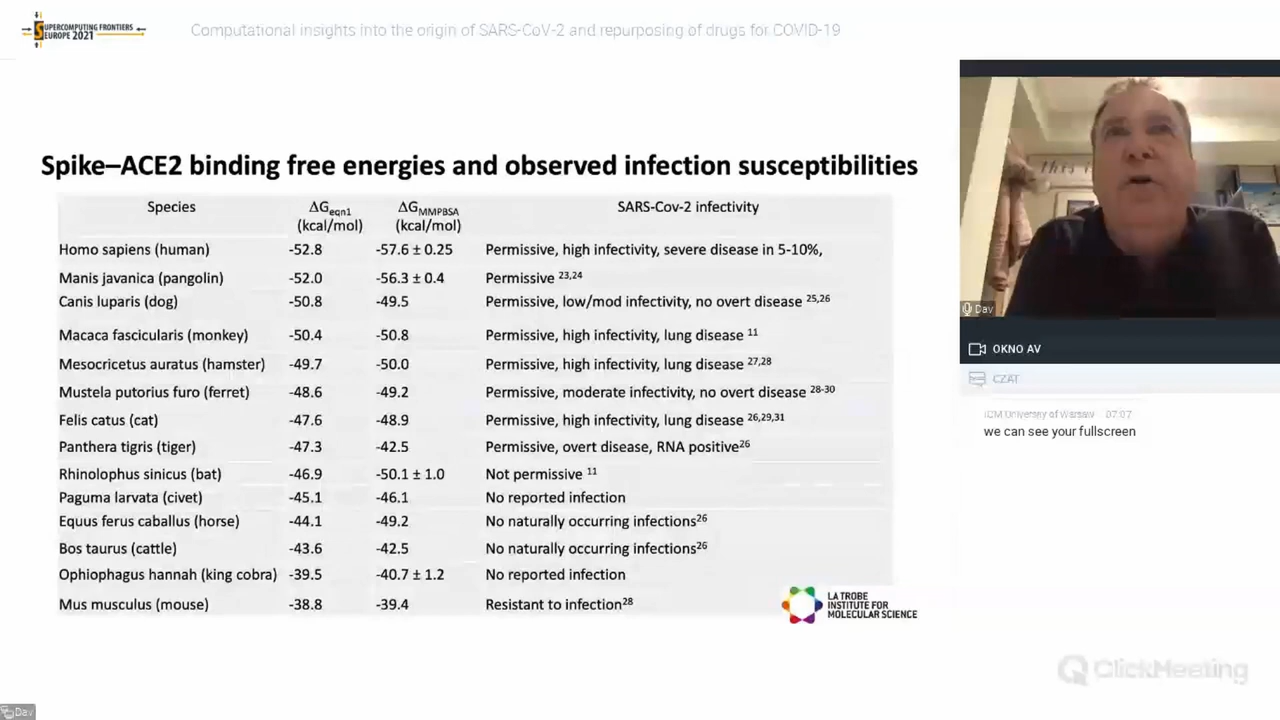 SUPERCOMPUTING FRONTIERS
EUROPE 2021
Computational insights into the origin of SARS-CoV-2 and repurposing of drugs for COVID-19
Spike–ACE2 binding free energies and observed infection susceptibilities
Species ΔGeqn1 (kcal/mol) ΔGMMPBSA (kcal/mol) SARS-Cov-2 infectivity
Homo sapiens (human) -52.8 -57.6 ± 0.25 Permissive, high infectivity, severe disease in 5-10%,
Manis javanica (pangolin) -52.0 -56.3 ± 0.4 Permissive 23,24
Canis luparis (dog) -50.8 -49.5 Permissive, low/mod infectivity, no overt disease 25,26
Macaca fascicularis (monkey) -50.4 -50.8 Permissive, high infectivity, lung disease 11
Mesocricetus auratus (hamster) -49.7 -50.0 Permissive, high infectivity, lung disease 27,28
Mustela putorius furo (ferret) -48.6 -49.2 Permissive, moderate infectivity, no overt disease 28-30
Felis catus (cat) -47.6 -48.9 Permissive, high infectivity, lung disease 26,29,31
Panthera tigris (tiger) -47.3 -42.5 Permissive, overt disease, RNA positive26
Rhinolophus sinicus (bat) -46.9 -50.1 ± 1.0 Not permissive 11
Paguma larvata (civet) -45.1 -46.1 No reported infection
Equus ferus caballus (horse) -44.1 -49.2 No naturally occurring infections26
Bos taurus (cattle) -43.6 -42.5 No naturally occurring infections26
Ophiophagus hannah (king cobra) -39.5 -40.7 ± 1.2 No reported infection
Mus musculus (mouse) -38.8 -39.4 Resistant to infection28
LA TROBE
INSTITUTE FOR
MOLECULAR SCIENCE
this is
Dav
OKNO AV
CZAT
ICM University of Warsaw 07:07
we can see your fullscreen
ClickMeeting
Dav